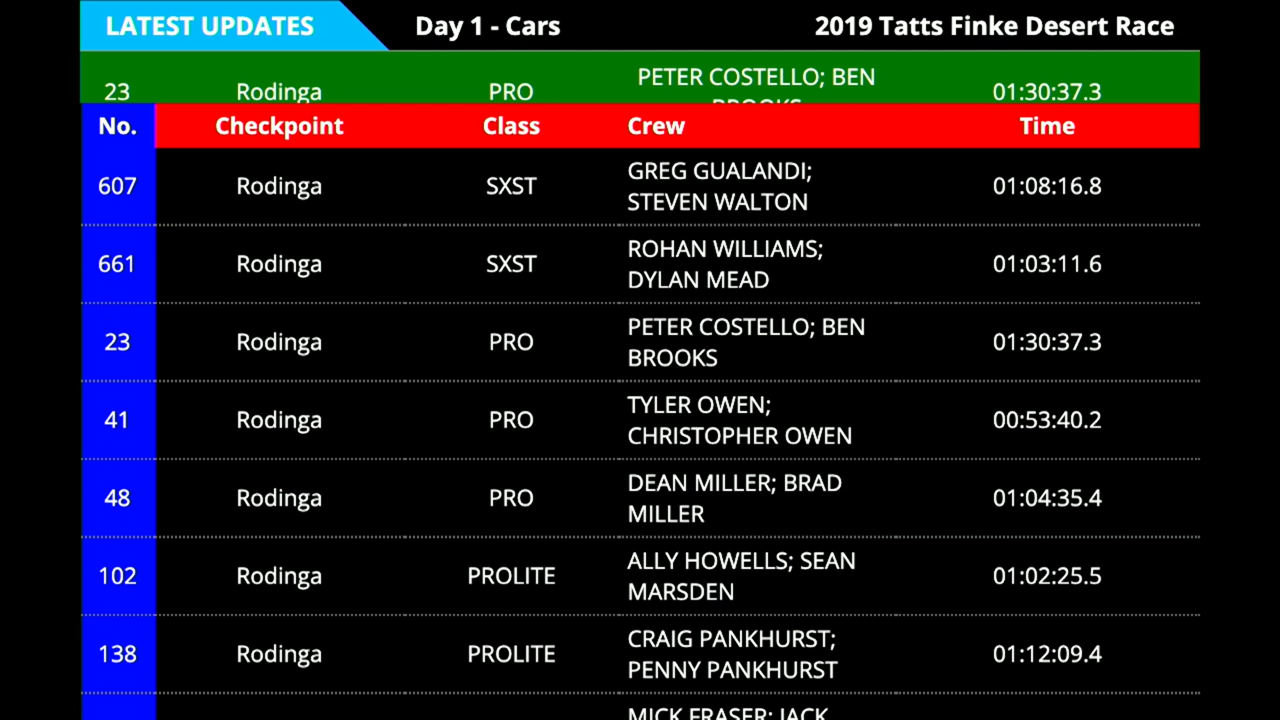 LATEST UPDATES Day 1 - Cars 2019 Tatts Finke Desert Race
23 Rodinga PRO PETER COSTELLO; BEN BROOKS 01:30:37.3
No. Checkpoint Class Crew Time
607 Rodinga SXST GREG GUALANDI; STEVEN WALTON 01:08:16.8
661 Rodinga SXST ROHAN WILLIAMS; DYLAN MEAD 01:03:11.6
23 Rodinga PRO PETER COSTELLO; BEN BROOKS 01:30:37.3
41 Rodinga PRO TYLER OWEN; CHRISTOPHER OWEN 00:53:40.2
48 Rodinga PRO DEAN MILLER; BRAD MILLER 01:04:35.4
102 Rodinga PROLITE ALLY HOWELLS; SEAN MARSDEN 01:02:25.5
138 Rodinga PROLITE CRAIG PANKHURST; PENNY PANKHURST 01:12:09.4
MICK FRASER; JACK